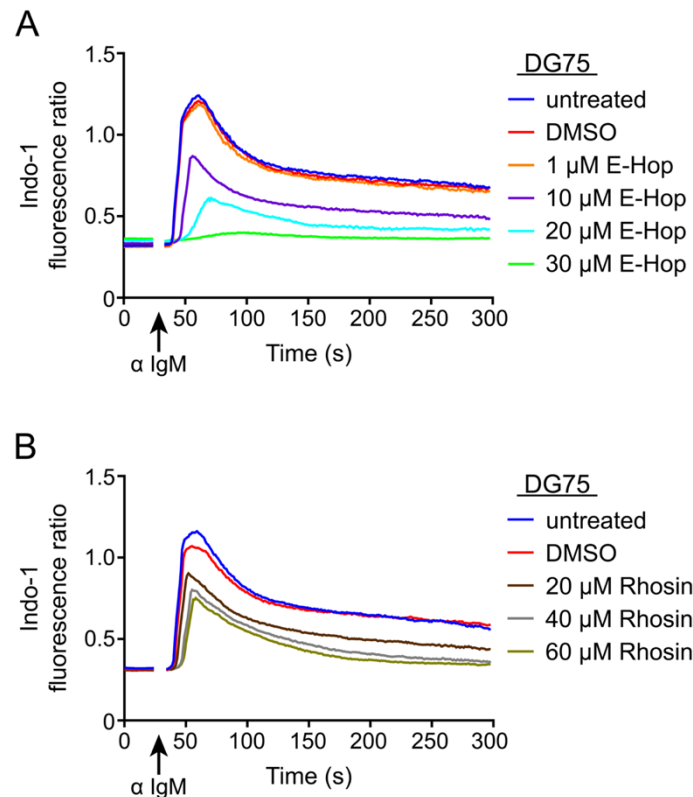 A
Indo-1
fluorescence ratio
1.5
1.0
0.5
0
0 50 100 150 200 250 300
α IgM
Time (s)
DG75
untreated
DMSO
1 µM E-Hop
10 µM E-Hop
20 µM E-Hop
30 µM E-Hop
B
Indo-1
fluorescence ratio
1.5
1.0
0.5
0
0 50 100 150 200 250 300
α IgM
Time (s)
DG75
untreated
DMSO
20 µM Rhosin
40 µM Rhosin
60 µM Rhosin